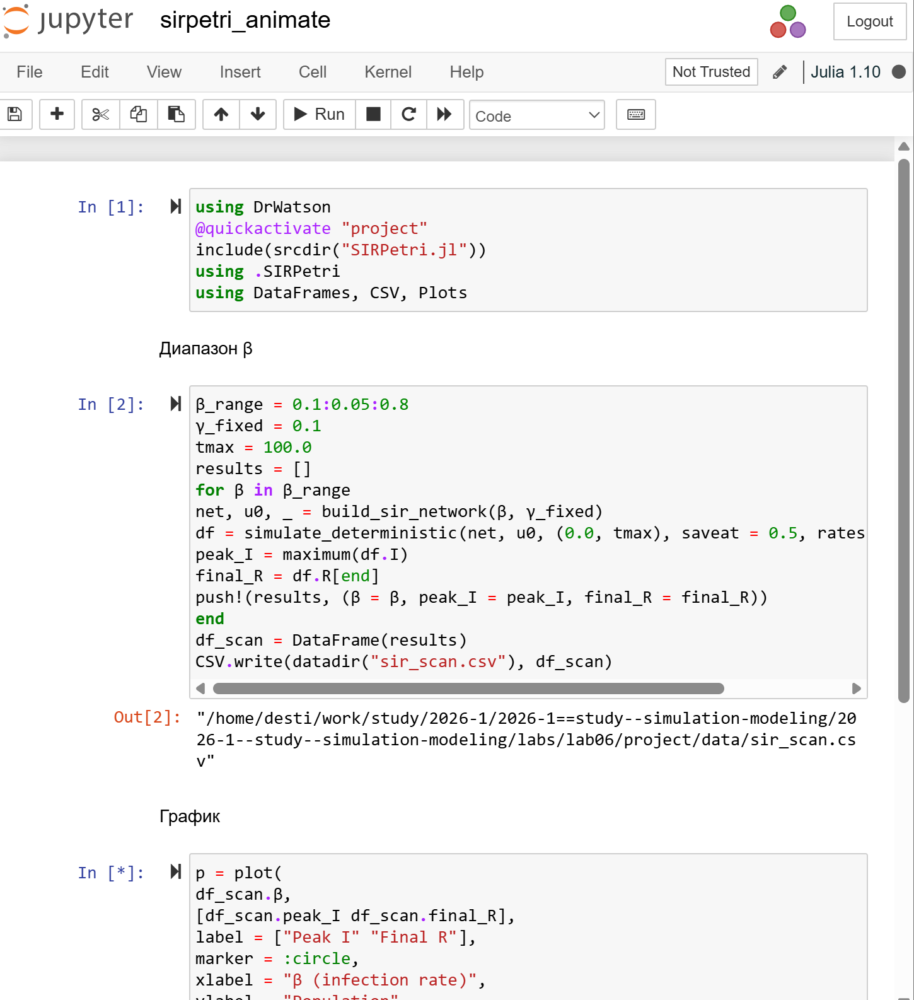 jupyter sirpetri_animate Logout
File Edit View Insert Cell Kernel Help Not Trusted Julia 1.10
Run Code
In [1]: using DrWatson
@quickactivate "project"
include(srcdir("SIRPetri.jl"))
using .SIRPetri
using DataFrames, CSV, Plots
Диапазон β
In [2]: β_range = 0.1:0.05:0.8
γ_fixed = 0.1
tmax = 100.0
results = []
for β in β_range
net, u0, _ = build_sir_network(β, γ_fixed)
df = simulate_deterministic(net, u0, (0.0, tmax), saveat = 0.5, rates
peak_I = maximum(df.I)
final_R = df.R[end]
push!(results, (β = β, peak_I = peak_I, final_R = final_R))
end
df_scan = DataFrame(results)
CSV.write(datadir("sir_scan.csv"), df_scan)
Out[2]: "/home/desti/work/study/2026-1/2026-1==study--simulation-modeling/20
26-1--study--simulation-modeling/labs/lab06/project/data/sir_scan.cs
v"
График
In [*]: p = plot(
df_scan.β,
[df_scan.peak_I df_scan.final_R],
label = ["Peak I" "Final R"],
marker = :circle,
xlabel = "β (infection rate)",
ylabel = "Population"